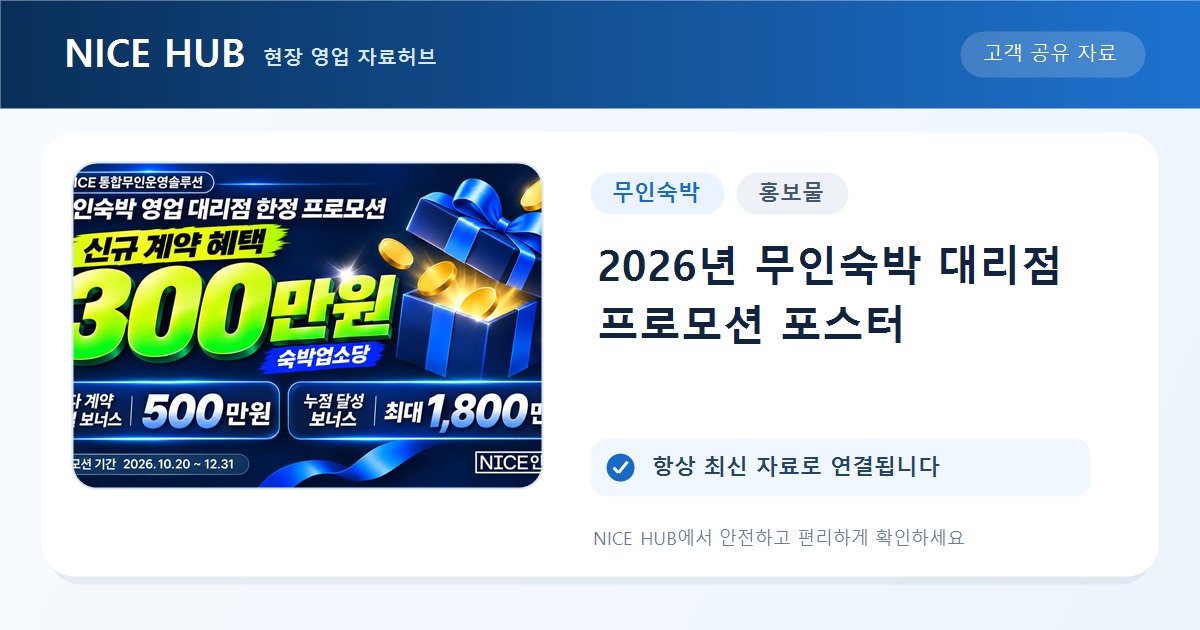 NICE HUB 현장 영업 자료허브
고객 공유 자료
통합무인운영솔루션
인숙박 영업 대리점 한정 프로모션
신규 계약 혜택
300만원
숙박업소당
계약
보너스
500만원
누점 달성
보너스
최대 1,800만
기간 2026.10.20 ~ 12.31
NICE인
무인숙박
홍보물
2026년 무인숙박 대리점
프로모션 포스터
항상 최신 자료로 연결됩니다
NICE HUB에서 안전하고 편리하게 확인하세요